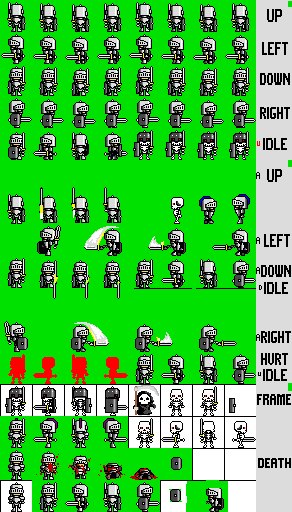 UP
LEFT
DOWN
RIGHT
U IDLE
A UP
A LEFT
A DOWN
D IDLE
A RIGHT
HURT
D IDLE
FRAME
DEATH